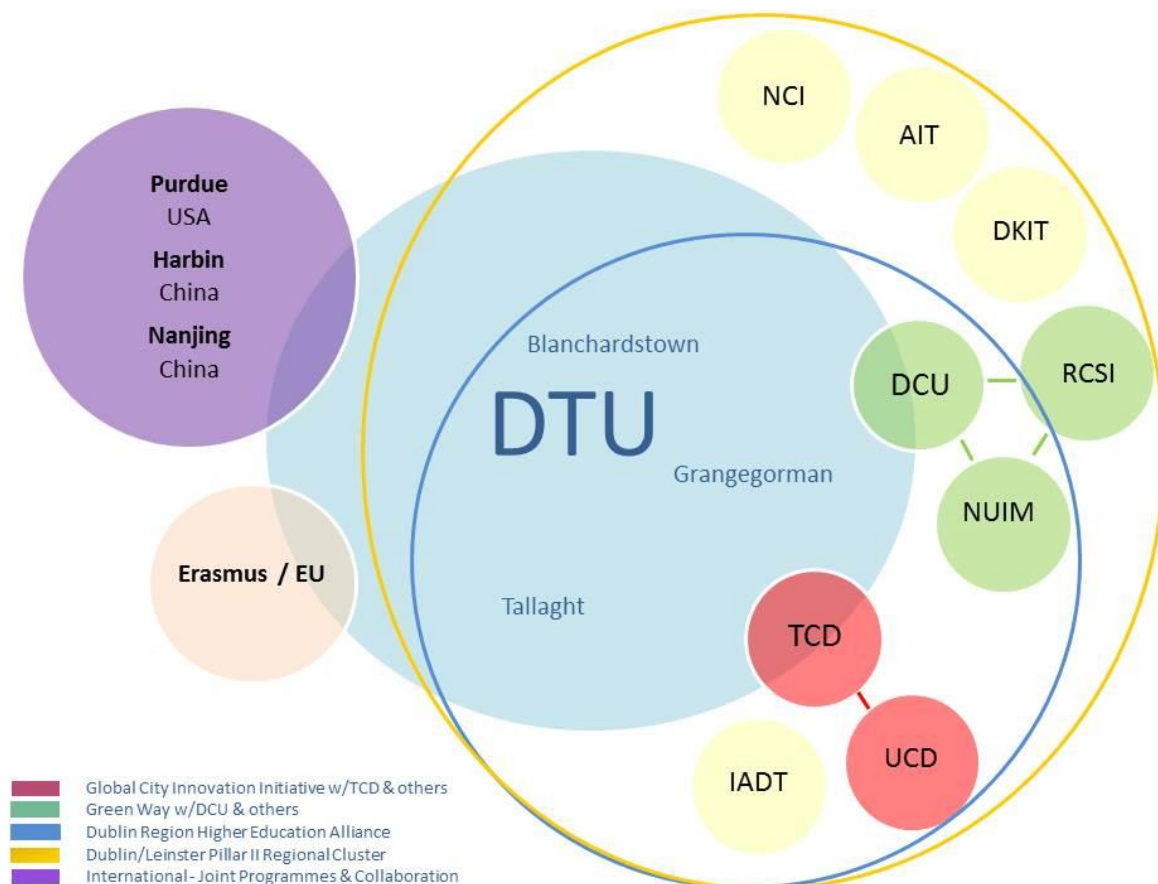 NCI
AIT
DKIT
Purdue
USA
Harbin
China
Nanjing
China
Blanchardstown
DTU
Grangegorman
Tallaght
DCU
RCSI
NUIM
Erasmus / EU
TCD
UCD
IADT
Global City Innovation Initiative w/TCD & others
Green Way w/DCU & others
Dublin Region Higher Education Alliance
Dublin/Leinster Pillar II Regional Cluster
International - Joint Programmes & Collaboration